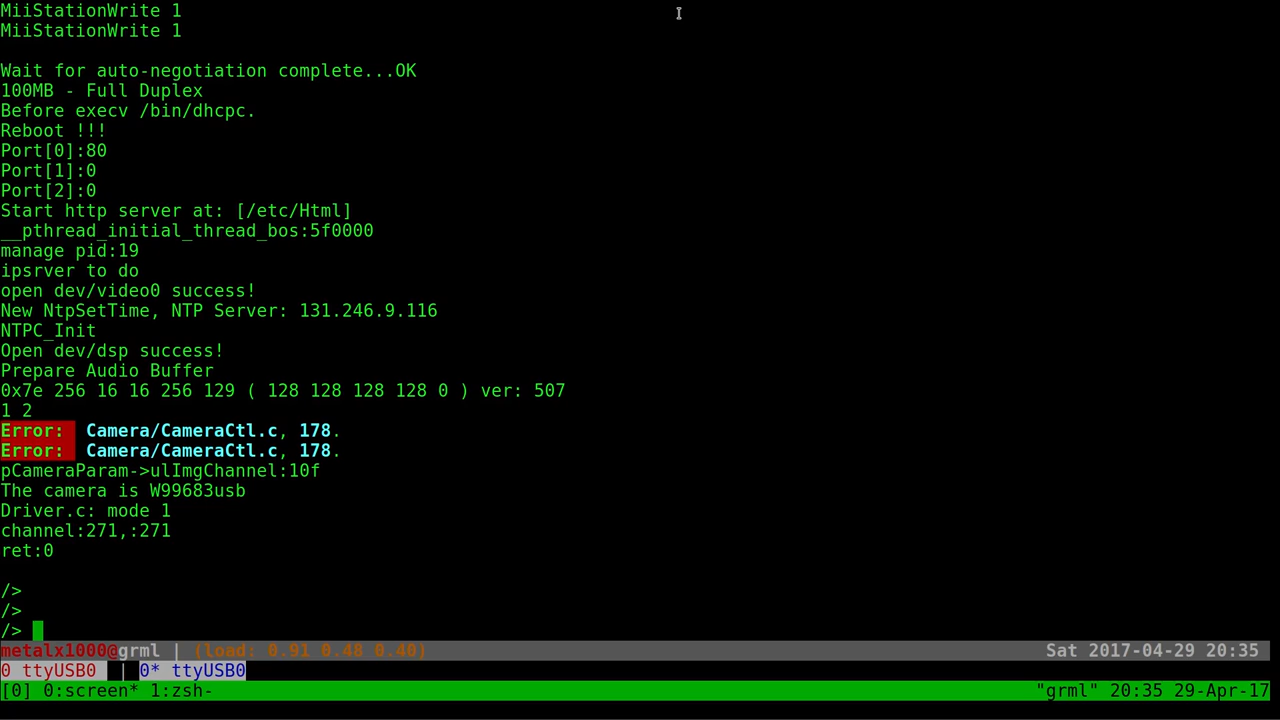 MiiStationWrite 1
MiiStationWrite 1
Wait for auto-negotiation complete...OK
100MB - Full Duplex
Before execv /bin/dhcpc.
Reboot !!!
Port[0]:80
Port[1]:0
Port[2]:0
Start http server at: [/etc/Html]
__pthread_initial_thread_bos:5f0000
manage pid:19
ipsrver to do
open dev/video0 success!
New NtpSetTime, NTP Server: 131.246.9.116
NTPC_Init
Open dev/dsp success!
Prepare Audio Buffer
0x7e 256 16 16 256 129 ( 128 128 128 128 0 ) ver: 507
1 2
Error:  Camera/CameraCtl.c, 178.
Error:  Camera/CameraCtl.c, 178.
pCameraParam->ulImgChannel:10f
The camera is W99683usb
Driver.c: mode 1
channel:271,:271
ret:0
/>
/>
/>
metalx1000@grml | (load: 0.91 0.48 0.40) Sat 2017-04-29 20:35
0 ttyUSB0 | 0* ttyUSB0
[0] 0:screen* 1:zsh- "grml" 20:35 29-Apr-17